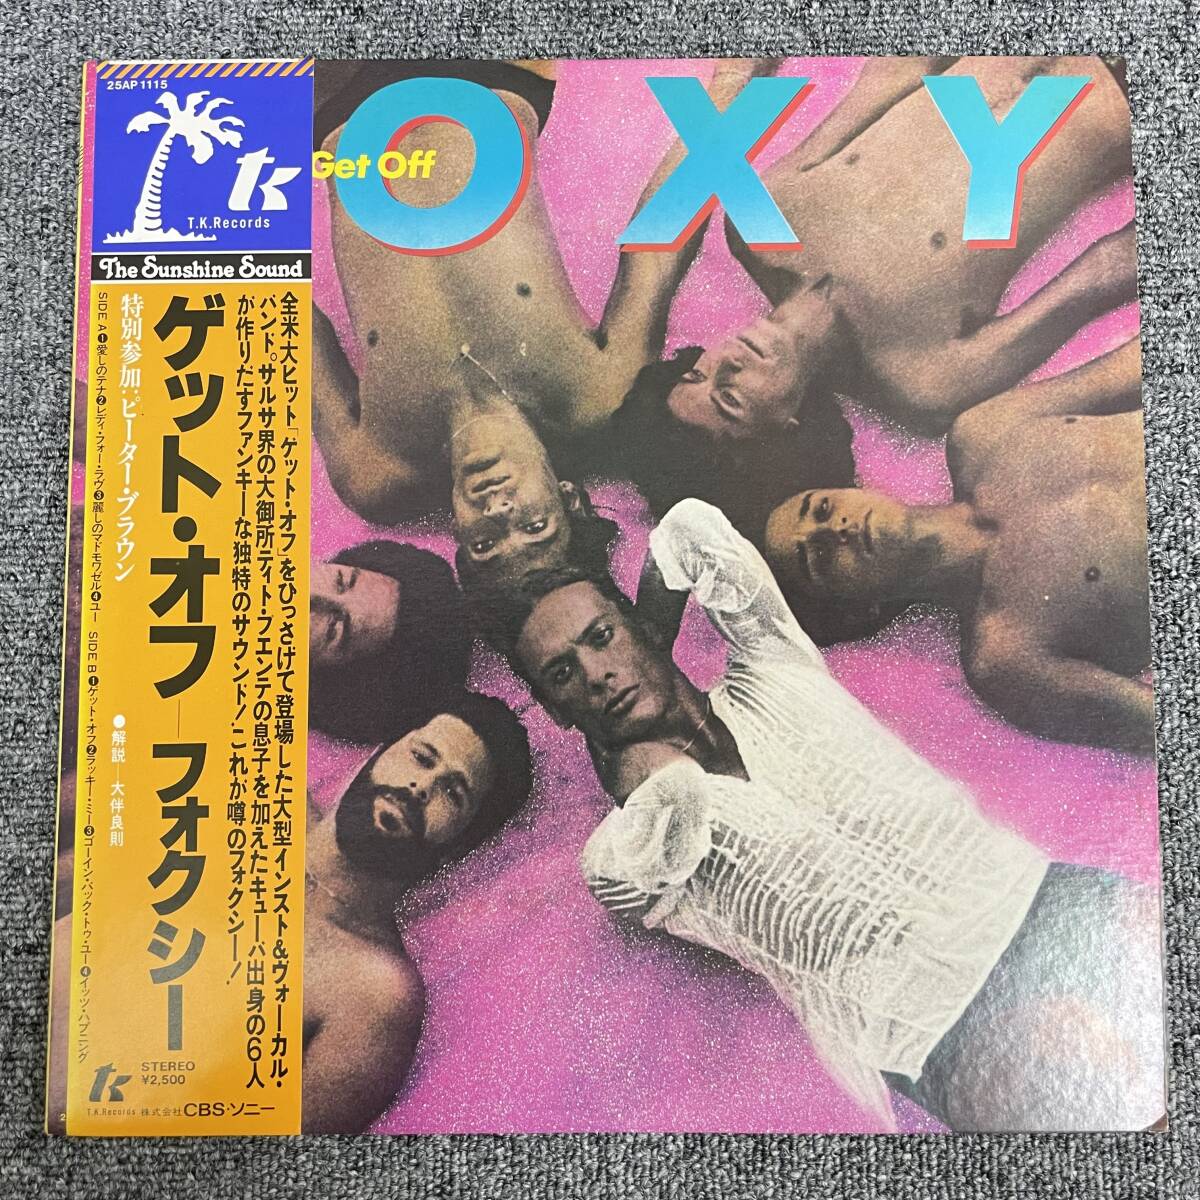 25AP 1115
tk
T.K.Records
The Sunshine Sound
OXY
Get Off
全米大ヒット「ゲット・オフ」をひっさげて登場した大型インスト&ヴォーカル・
バンド。サルサ界の大御所ティト・プエンテの息子を加えたキューバ出身の6人
が作りだすファンキーな独特のサウンド!これが噂のフォクシー!
ゲット・オフ—フォクシー
特別参加:ピーター・ブラウン
●解説—大伴良則
SIDE A❶愛しのテナ❷レディ・フォー・ラヴ❸麗しのマドモワゼル❹ユー
SIDE B❶ゲット・オフ❷ラッキー・ミー❸ゴーイン・バック・トゥ・ユー❹イッツ・ハプニング
STEREO
¥2,500
tk
T.K.Records 株式会社CBS・ソニー